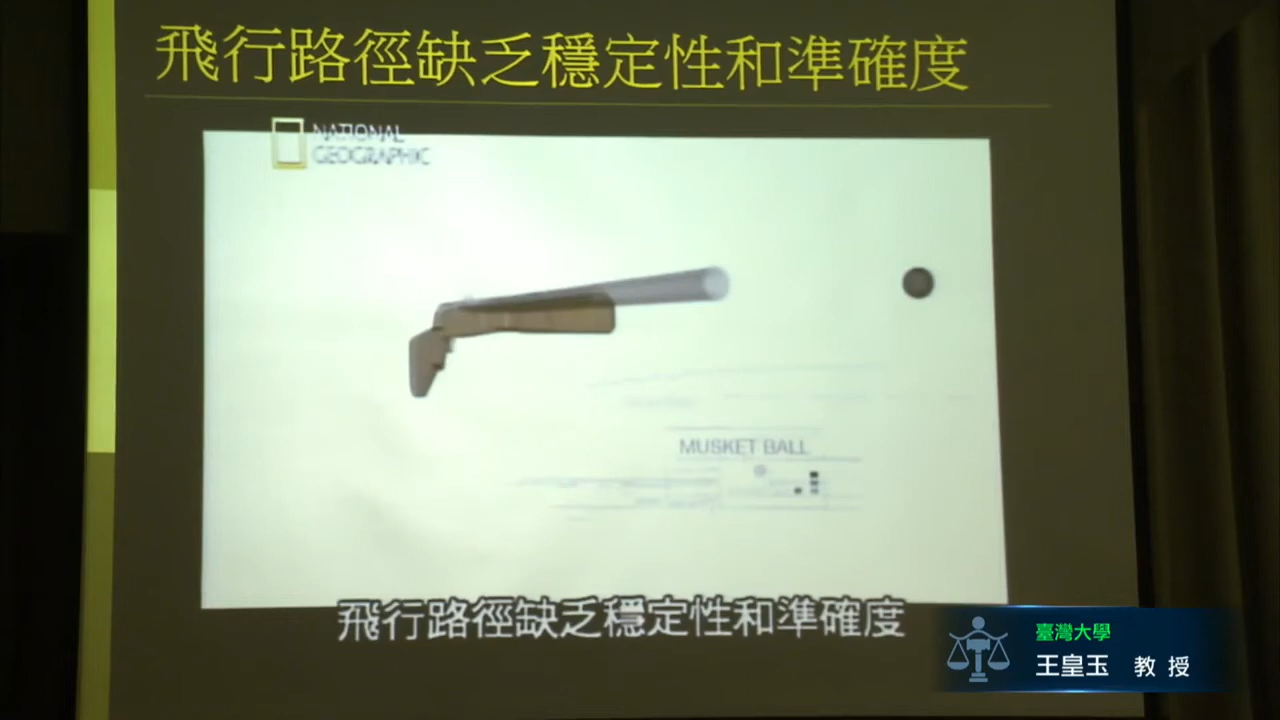 飛行路徑缺乏穩定性和準確度
NATIONAL
GEOGRAPHIC
MUSKET BALL
飛行路徑缺乏穩定性和準確度
臺灣大學
王皇玉 教授